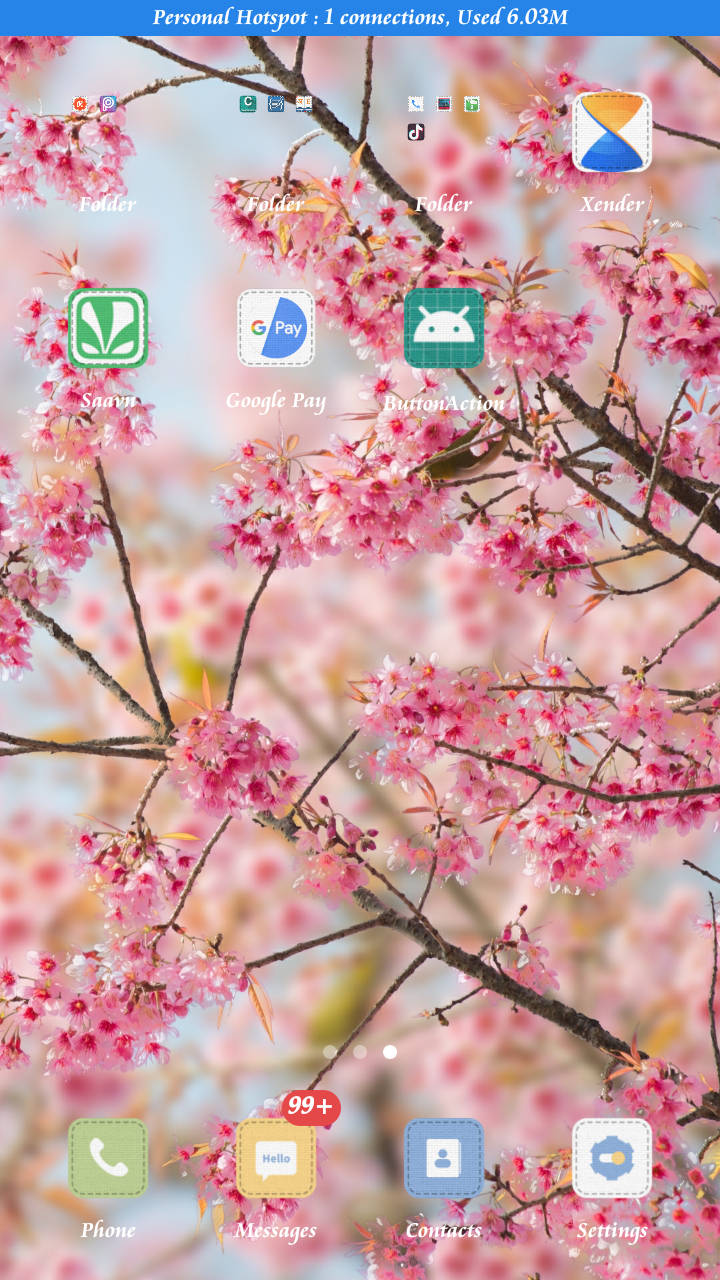 Personal Hotspot : 1 connections, Used 6.03M
Folder
Folder
Folder
Xender
G Pay
Saavn
Google Pay
ButtonAction
99+
Hello
Phone
Messages
Contacts
Settings